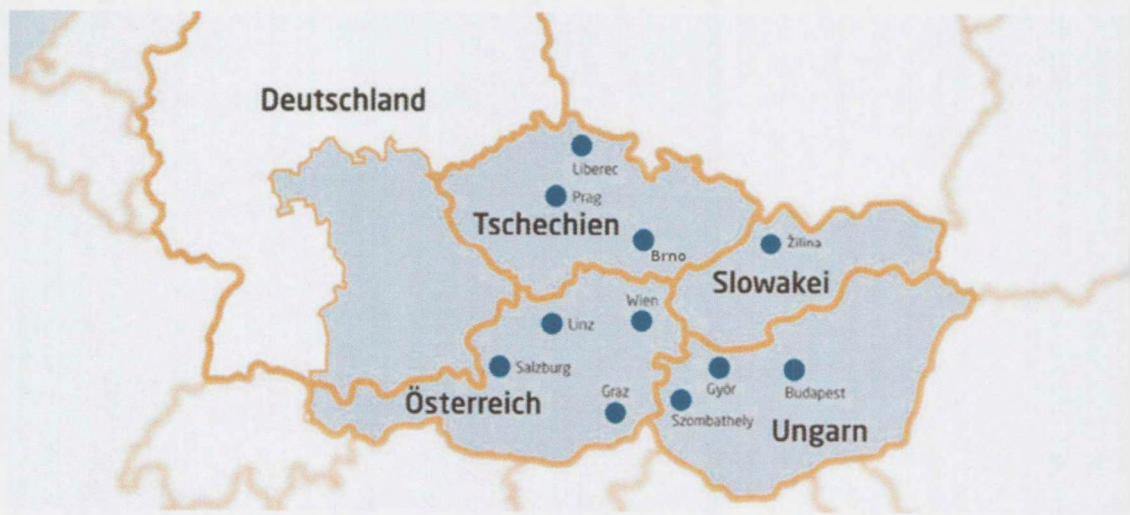 Deutschland
Liberec
Prag
Tschechien
Brno
Žilina
Slowakei
Wien
Linz
Salzburg
Österreich
Graz
Győr
Budapest
Szombathely
Ungarn